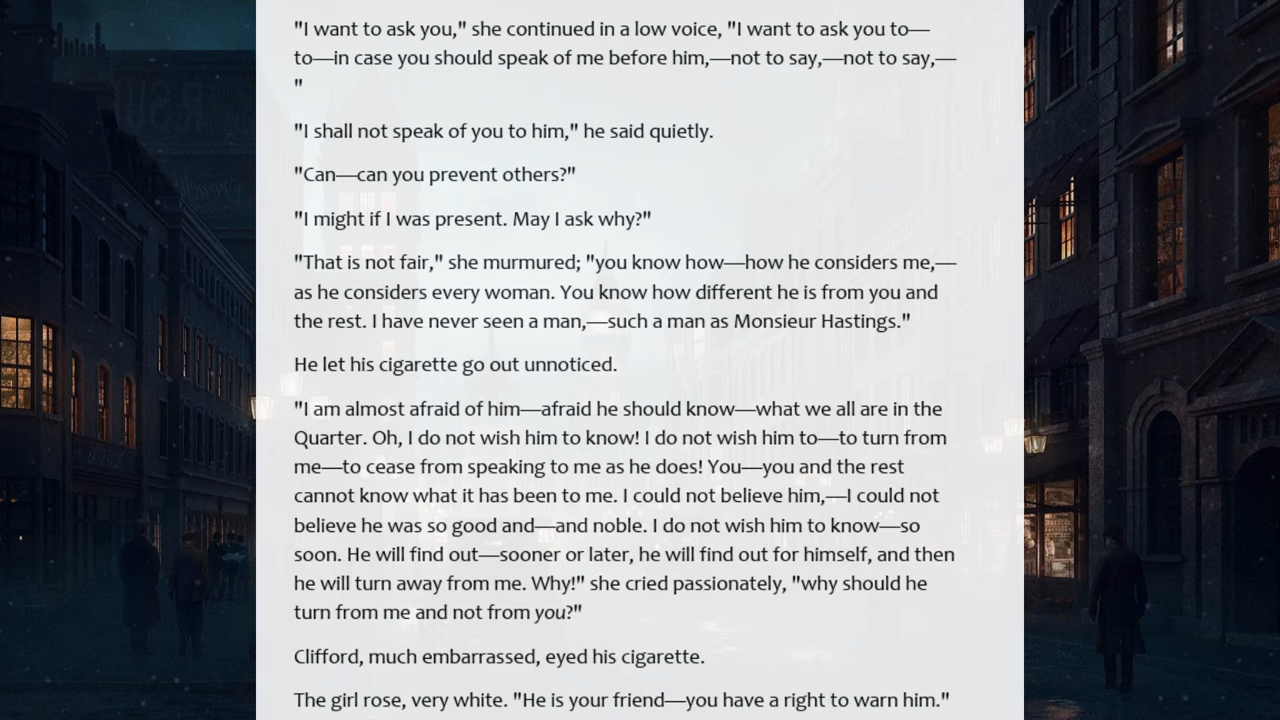 "I want to ask you," she continued in a low voice, "I want to ask you to—
to—in case you should speak of me before him,—not to say,—not to say,—
"
"I shall not speak of you to him," he said quietly.
"Can—can you prevent others?"
"I might if I was present. May I ask why?"
"That is not fair," she murmured; "you know how—how he considers me,—
as he considers every woman. You know how different he is from you and
the rest. I have never seen a man,—such a man as Monsieur Hastings."
He let his cigarette go out unnoticed.
"I am almost afraid of him—afraid he should know—what we all are in the
Quarter. Oh, I do not wish him to know! I do not wish him to—to turn from
me—to cease from speaking to me as he does! You—you and the rest
cannot know what it has been to me. I could not believe him,—I could not
believe he was so good and—and noble. I do not wish him to know—so
soon. He will find out—sooner or later, he will find out for himself, and then
he will turn away from me. Why!" she cried passionately, "why should he
turn from me and not from you?"
Clifford, much embarrassed, eyed his cigarette.
The girl rose, very white. "He is your friend—you have a right to warn him."